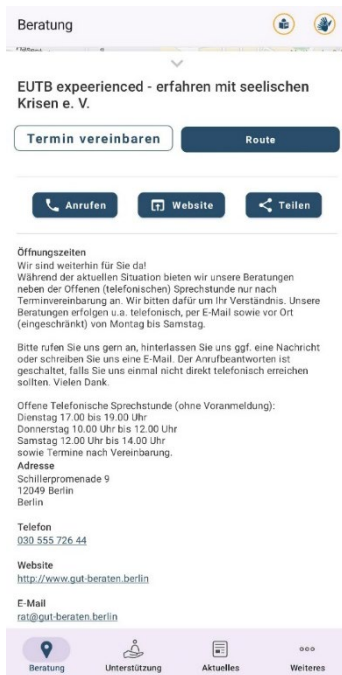 Beratung
EUTB expeerienced - erfahren mit seelischen
Krisen e. V.
Termin vereinbaren
Route
Anrufen
Website
Teilen
Öffnungszeiten
Wir sind weiterhin für Sie da!
Während der aktuellen Situation bieten wir unsere Beratungen
neben der Offenen (telefonischen) Sprechstunde nur nach
Terminvereinbarung an. Wir bitten dafür um Ihr Verständnis. Unsere
Beratungen erfolgen u.a. telefonisch, per E-Mail sowie vor Ort
(eingeschränkt) von Montag bis Samstag.
Bitte rufen Sie uns gern an, hinterlassen Sie uns ggf. eine Nachricht
oder schreiben Sie uns eine E-Mail. Der Anrufbeantworten ist
geschaltet, falls Sie uns einmal nicht direkt telefonisch erreichen
sollten. Vielen Dank.
Offene Telefonische Sprechstunde (ohne Voranmeldung):
Dienstag 17.00 bis 19.00 Uhr
Donnerstag 10.00 Uhr bis 12.00 Uhr
Samstag 12.00 Uhr bis 14.00 Uhr
sowie Termine nach Vereinbarung.
Adresse
Schillerpromenade 9
12049 Berlin
Berlin
Telefon
030 555 726 44
Website
http://www.gut-beraten.berlin
E-Mail
rat@gut-beraten.berlin
Beratung
Unterstützung
Aktuelles
Weiteres